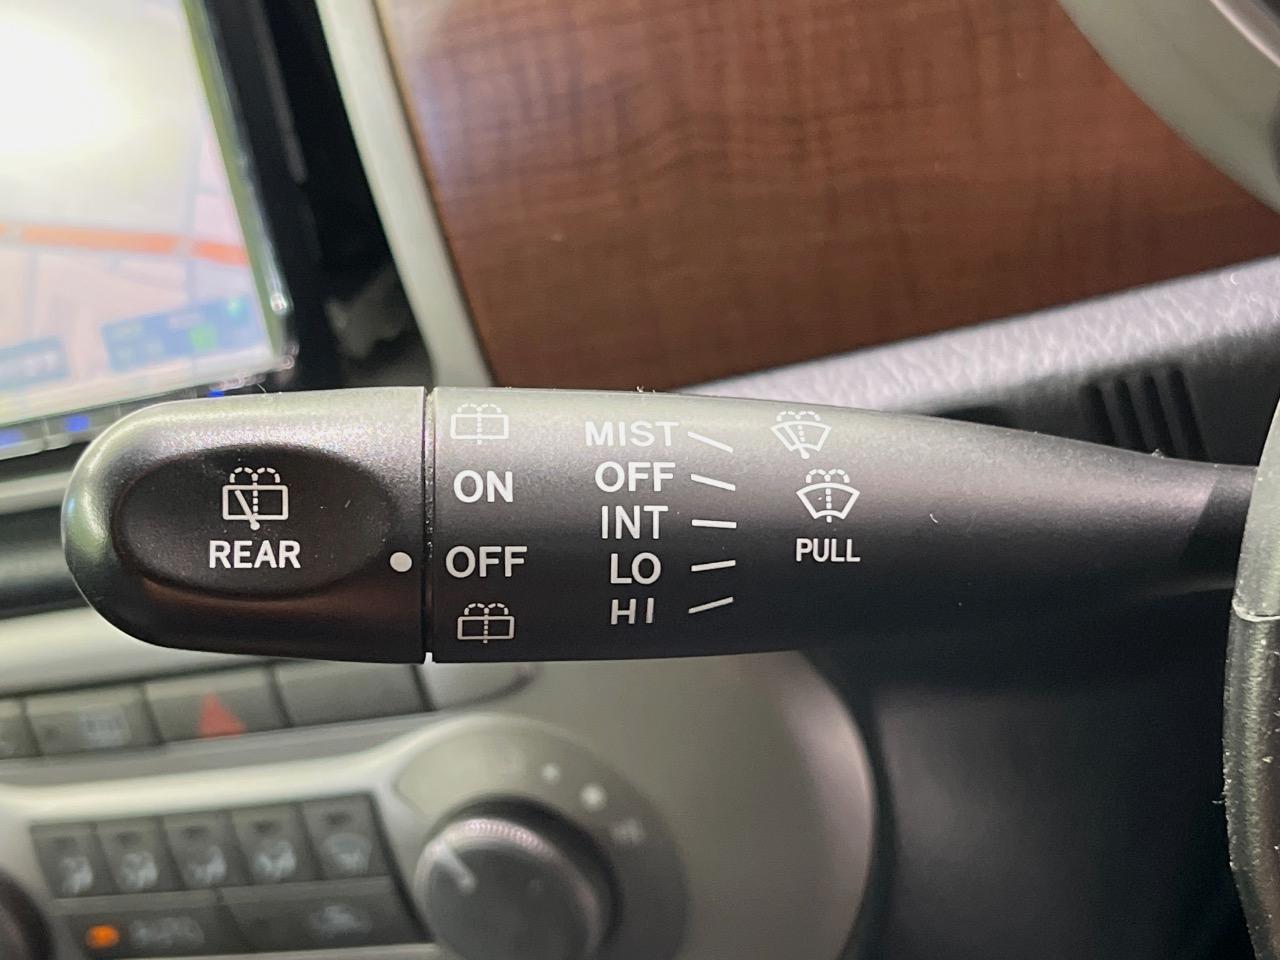 REAR
ON
OFF
MIST
OFF
INT
LO
HI
PULL